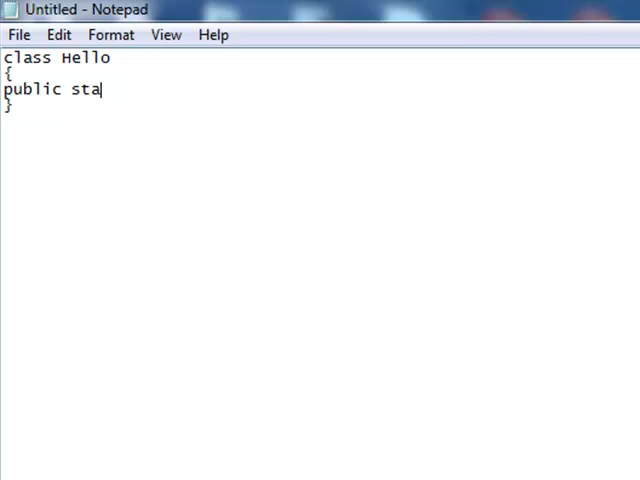 Untitled - Notepad
File Edit Format View Help
class Hello
{
public sta
}